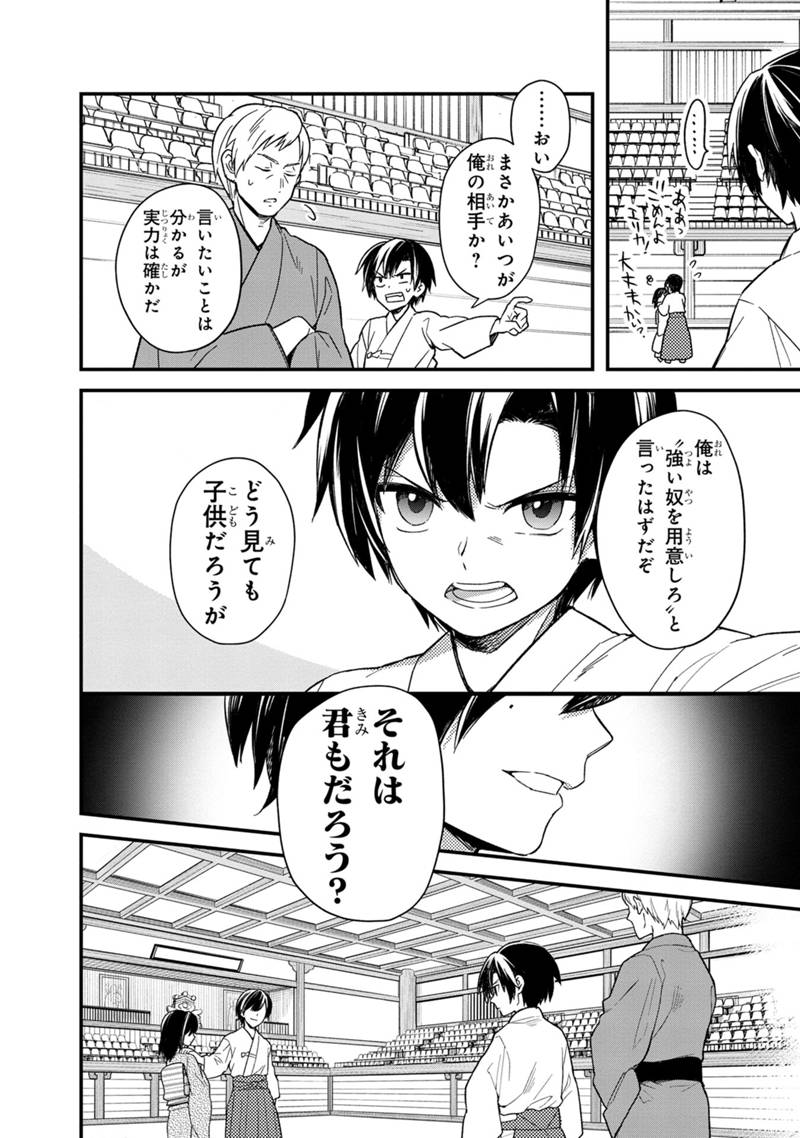 ………
ああっ
ごめんよ
エリカ！
大丈夫かい？
……おい
まさかあいつが
俺の相手か？
言いたいことは
分かるが
実力は確かだ
俺は
〝強い奴を用意しろ〟と
言ったはずだぞ
どう見ても
子供だろうが
それは
君もだろう？